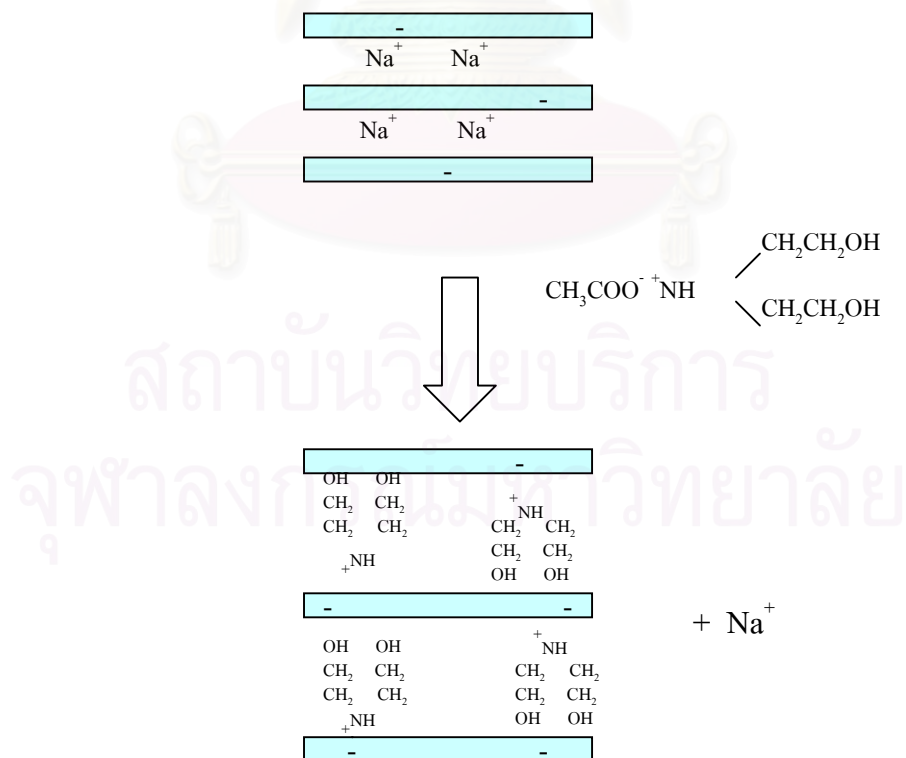 -
Na⁺ Na⁺
-
Na⁺ Na⁺
-
CH₂CH₂OH
CH₃COO⁻ ⁺NH
CH₂CH₂OH
สถาบันวิทยบริการ
จุฬาลงกรณ์มหาวิทยาลัย
-
OH OH
CH₂ CH₂
CH₂ CH₂
₊NH
⁺NH
CH₂ CH₂
CH₂ CH₂
OH OH
- -
+ Na⁺
OH OH
CH₂ CH₂
CH₂ CH₂
₊NH
⁺NH
CH₂ CH₂
CH₂ CH₂
OH OH
- -